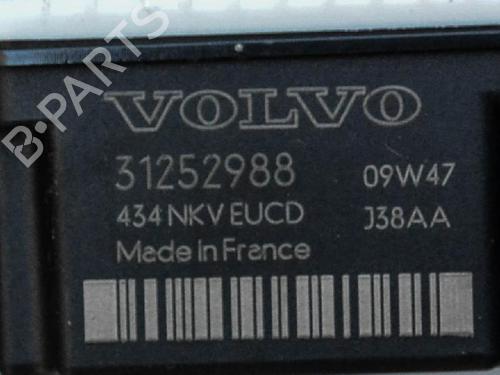 VOLVO
31252988 09W47
434 NKV EUCD J38AA
Made In France
B-PARTS